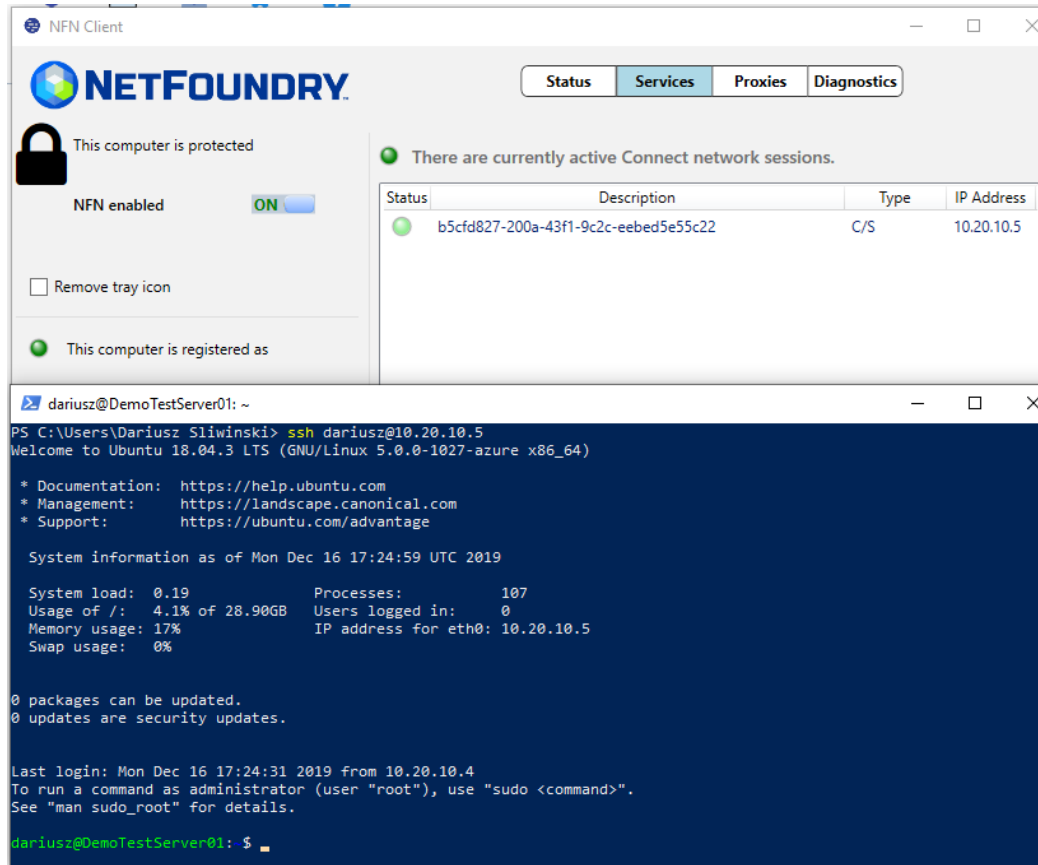 NFN Client
NETFOUNDRY
Status Services Proxies Diagnostics
This computer is protected
There are currently active Connect network sessions.
NFN enabled ON
Status Description Type IP Address
b5cfd827-200a-43f1-9c2c-eebed5e55c22 C/S 10.20.10.5
Remove tray icon
This computer is registered as
dariusz@DemoTestServer01: ~
PS C:\Users\Dariusz Sliwinski> ssh dariusz@10.20.10.5
Welcome to Ubuntu 18.04.3 LTS (GNU/Linux 5.0.0-1027-azure x86_64)
* Documentation: https://help.ubuntu.com
* Management: https://landscape.canonical.com
* Support: https://ubuntu.com/advantage
System information as of Mon Dec 16 17:24:59 UTC 2019
System load: 0.19 Processes: 107
Usage of /: 4.1% of 28.90GB Users logged in: 0
Memory usage: 17% IP address for eth0: 10.20.10.5
Swap usage: 0%
0 packages can be updated.
0 updates are security updates.
Last login: Mon Dec 16 17:24:31 2019 from 10.20.10.4
To run a command as administrator (user "root"), use "sudo <command>".
See "man sudo_root" for details.
dariusz@DemoTestServer01:~$